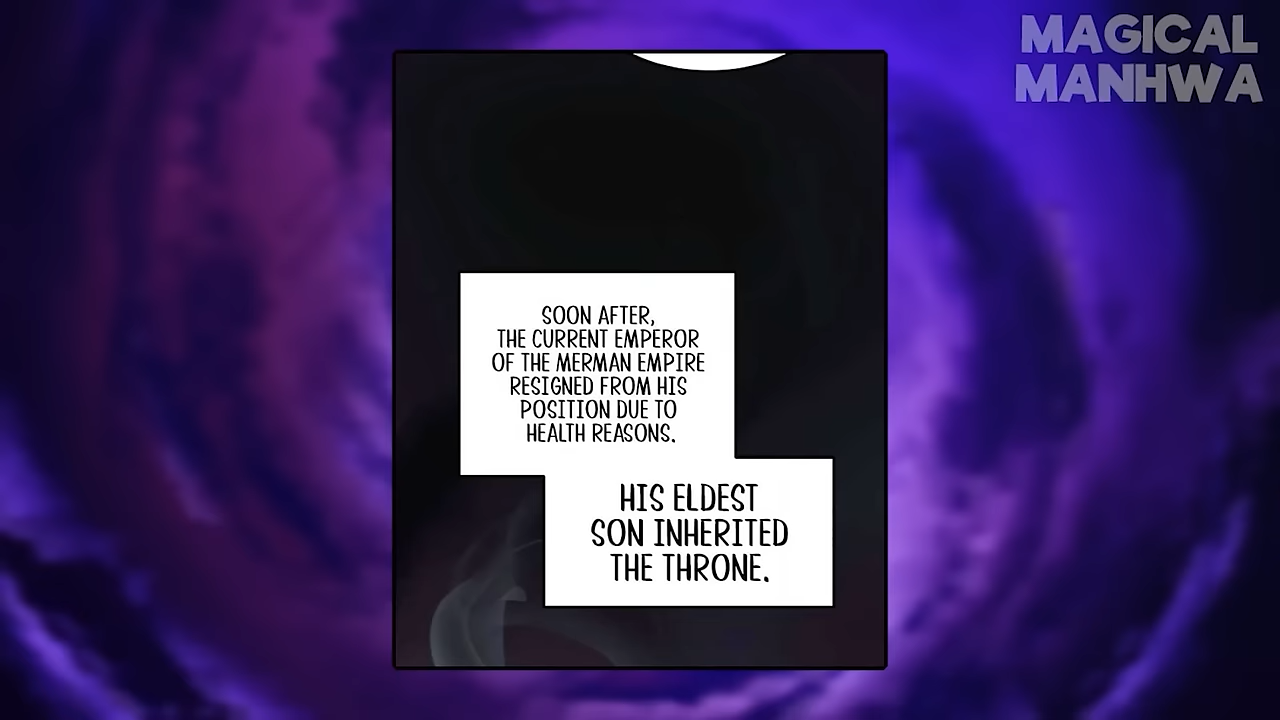 MAGICAL
MANHWA
SOON AFTER,
THE CURRENT EMPEROR
OF THE MERMAN EMPIRE
RESIGNED FROM HIS
POSITION DUE TO
HEALTH REASONS.
HIS ELDEST
SON INHERITED
THE THRONE.